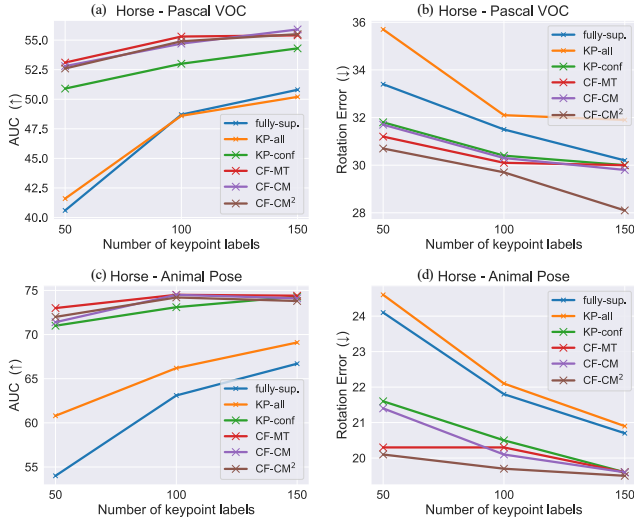 (a) Horse - Pascal VOC
AUC (↑)
55.0
52.5
50.0
47.5
45.0
42.5
40.0
50
100
150
Number of keypoint labels
fully-sup.
KP-all
KP-conf
CF-MT
CF-CM
CF-CM²
(b) Horse - Pascal VOC
Rotation Error (↓)
36
34
32
30
28
50
100
150
Number of keypoint labels
fully-sup.
KP-all
KP-conf
CF-MT
CF-CM
CF-CM²
(c) Horse - Animal Pose
AUC (↑)
75
70
65
60
55
50
100
150
Number of keypoint labels
fully-sup.
KP-all
KP-conf
CF-MT
CF-CM
CF-CM²
(d) Horse - Animal Pose
Rotation Error (↓)
24
23
22
21
20
50
100
150
Number of keypoint labels
fully-sup.
KP-all
KP-conf
CF-MT
CF-CM
CF-CM²